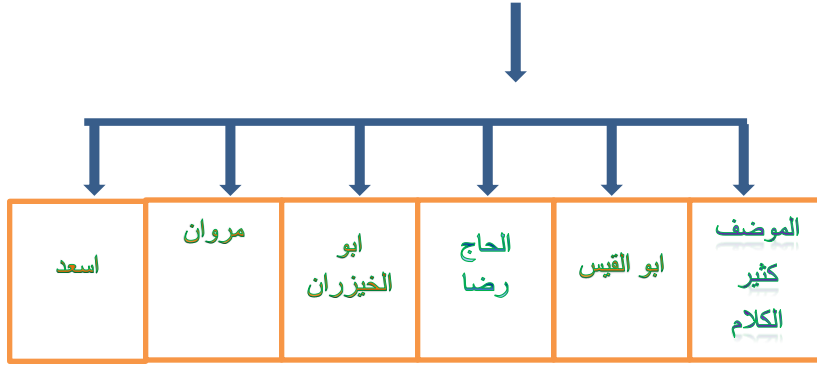 الموضف
كثير
الكلام
ابو القيس
الحاج
رضا
ابو
الخيزران
مروان
اسعد